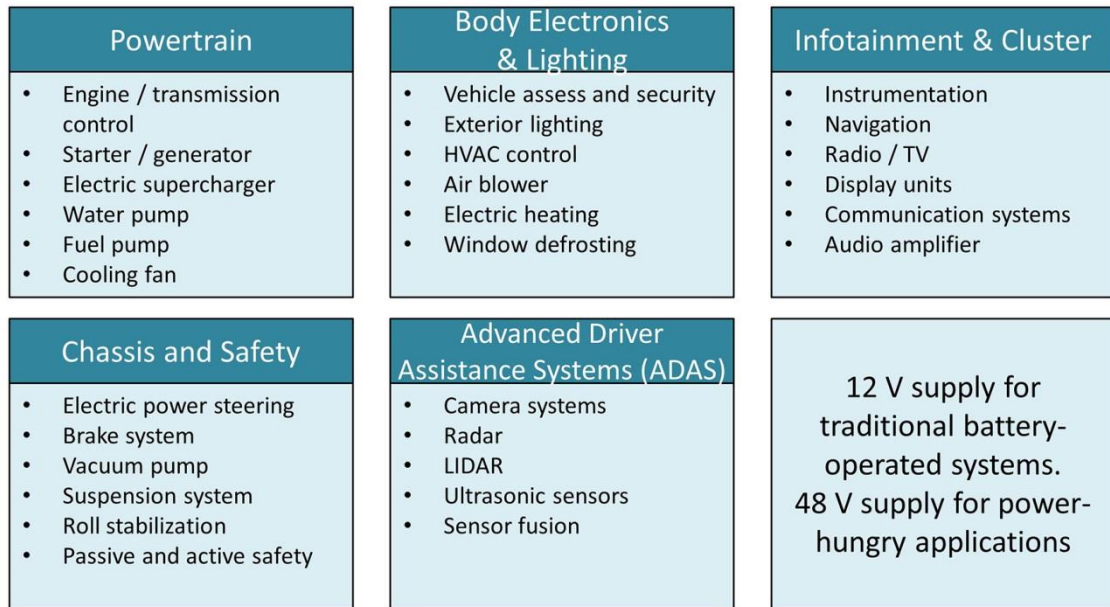 Powertrain
• Engine / transmission
control
• Starter / generator
• Electric supercharger
• Water pump
• Fuel pump
• Cooling fan
Body Electronics
& Lighting
• Vehicle assess and security
• Exterior lighting
• HVAC control
• Air blower
• Electric heating
• Window defrosting
Infotainment & Cluster
• Instrumentation
• Navigation
• Radio / TV
• Display units
• Communication systems
• Audio amplifier
Chassis and Safety
• Electric power steering
• Brake system
• Vacuum pump
• Suspension system
• Roll stabilization
• Passive and active safety
Advanced Driver
Assistance Systems (ADAS)
• Camera systems
• Radar
• LIDAR
• Ultrasonic sensors
• Sensor fusion
12 V supply for
traditional battery-
operated systems.
48 V supply for power-
hungry applications